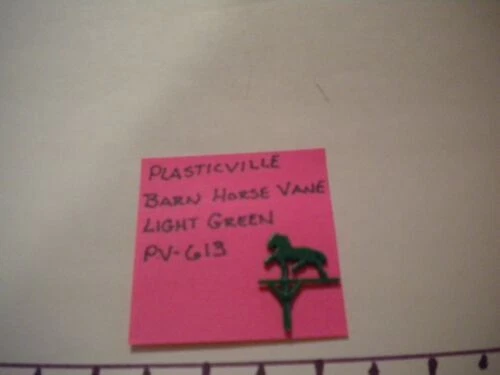 PLASTICVILLE
BARN HORSE VANE
LIGHT GREEN
PV-613